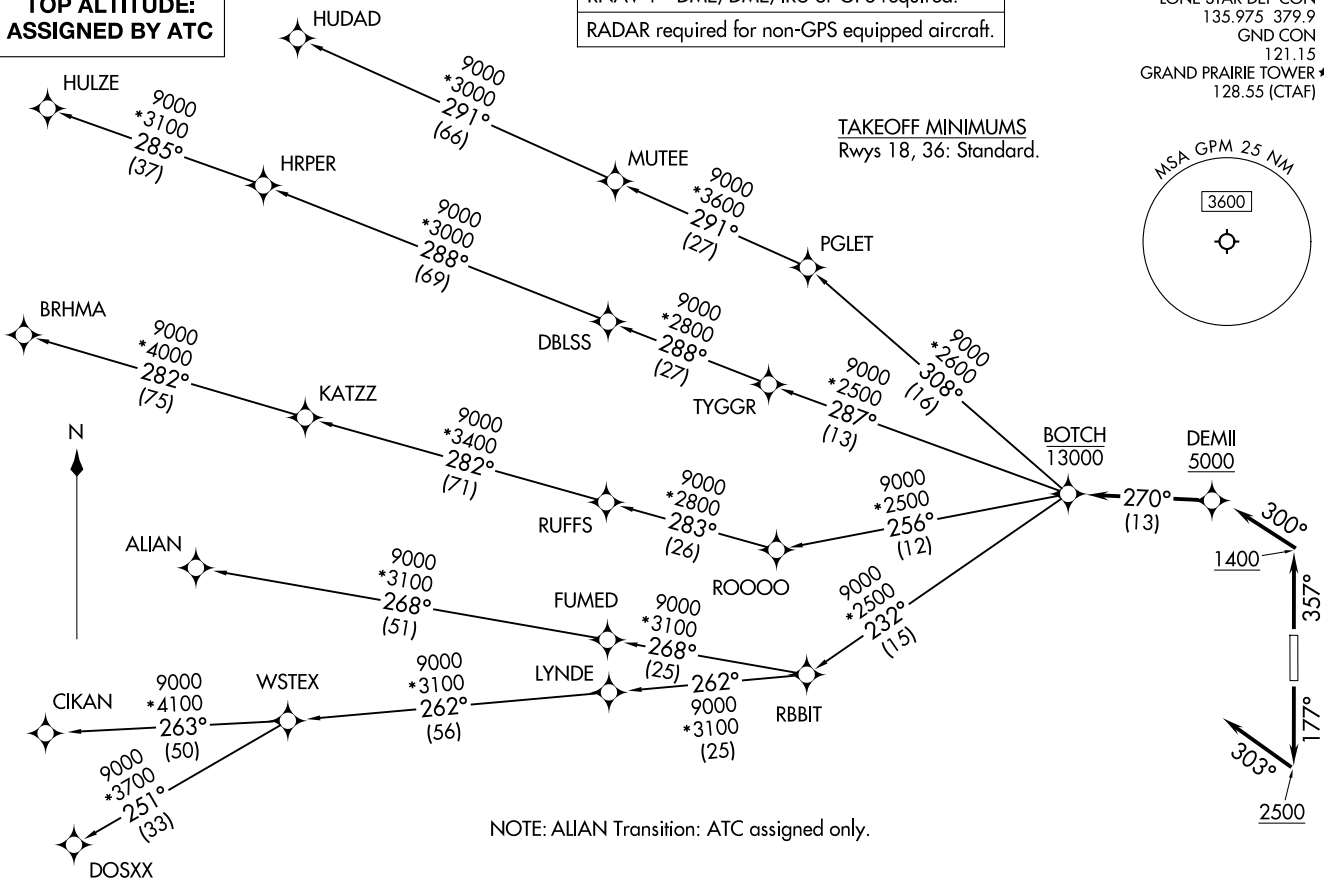 TOP ALTITUDE:
ASSIGNED BY ATC
RADAR required for non-GPS equipped aircraft.
135.975 379.9
GND CON
121.15
GRAND PRAIRIE TOWER
128.55 (CTAF)
TAKEOFF MINIMUMS
Rwys 18, 36: Standard.
MSA GPM 25 NM
3600
HUDAD
9000
*3000
291°
(66)
HULZE
9000
*3100
285°
(37)
HRPER
MUTEE
9000
*3600
291°
(27)
PGLET
9000
*3000
288°
(69)
DBLSS
9000
*2800
288°
(27)
TYGGR
9000
*2600
308°
(16)
9000
*2500
287°
(13)
BRHMA
9000
*4000
282°
(75)
KATZZ
9000
*3400
282°
(71)
RUFFS
9000
*2800
283°
(26)
ROOOO
9000
*2500
256°
(12)
BOTCH
13000
270°
(13)
DEMII
5000
300°
1400
357°
177°
303°
2500
N
ALIAN
9000
*3100
268°
(51)
FUMED
9000
*3100
268°
(25)
9000
*2500
232°
(15)
RBBIT
LYNDE
262°
9000
*3100
(25)
WSTEX
9000
*3100
262°
(56)
CIKAN
9000
*4100
263°
(50)
9000
*3700
251°
(33)
DOSXX
NOTE: ALIAN Transition: ATC assigned only.